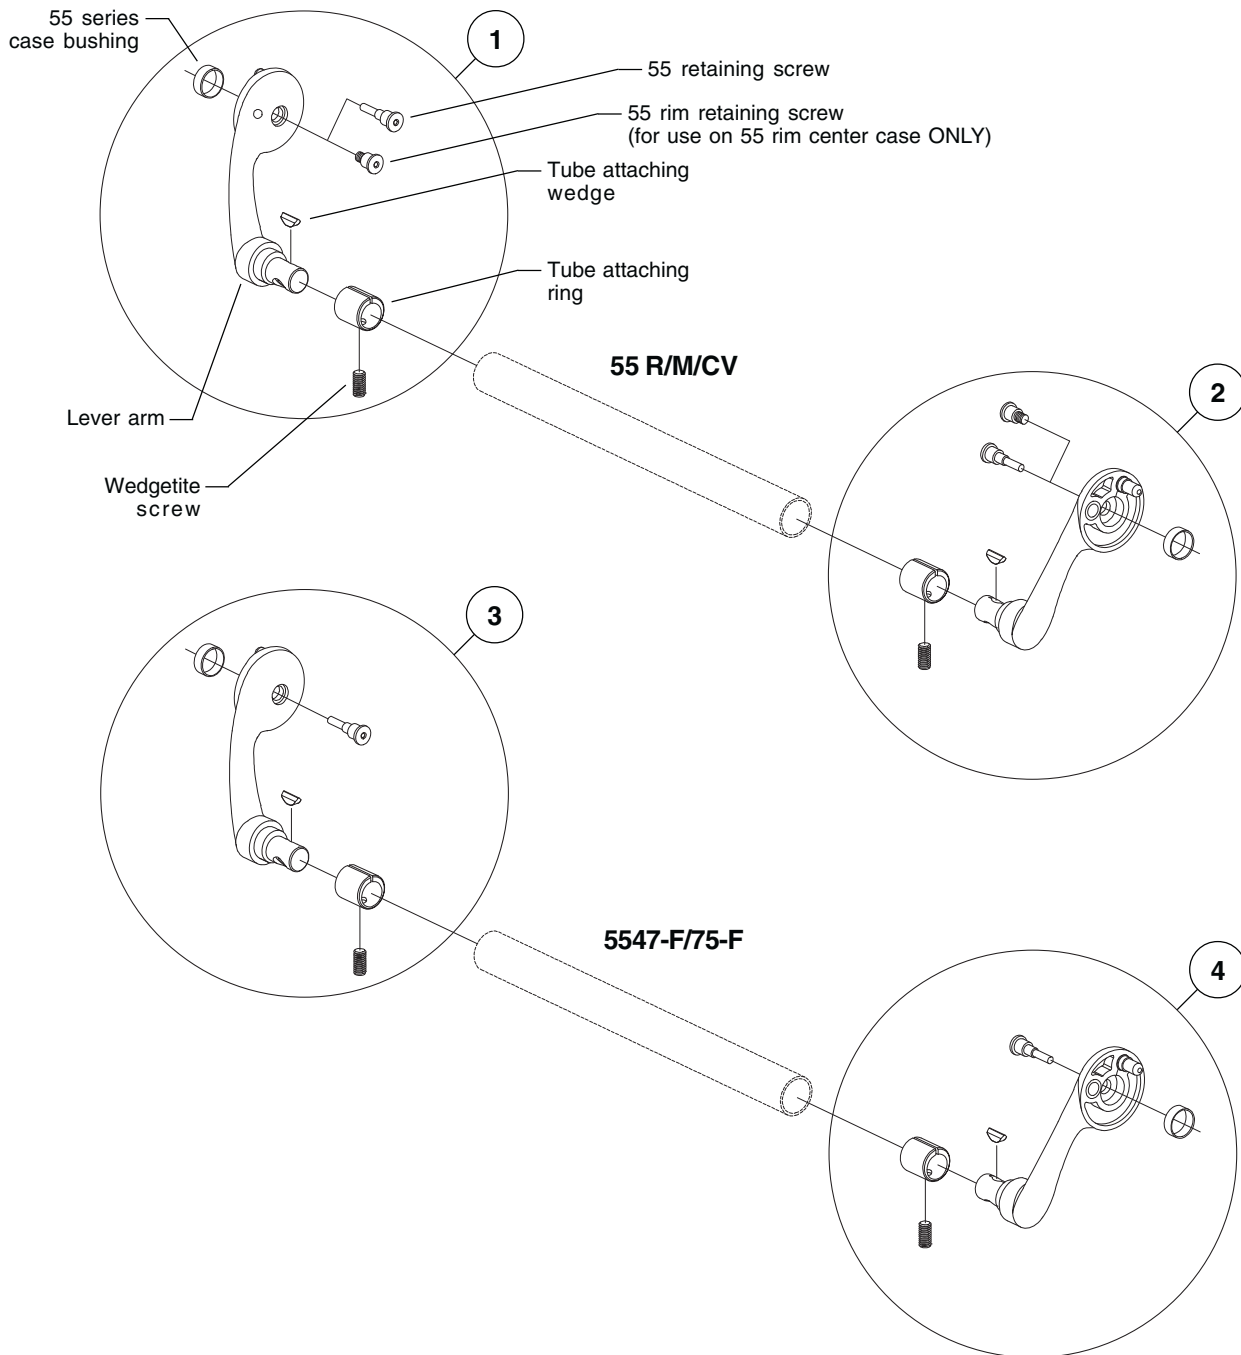 55 series
case bushing
1
55 retaining screw
55 rim retaining screw
(for use on 55 rim center case ONLY)
Tube attaching
wedge
Tube attaching
ring
55 R/M/CV
Lever arm
Wedgetite
screw
2
3
5547-F/75-F
4